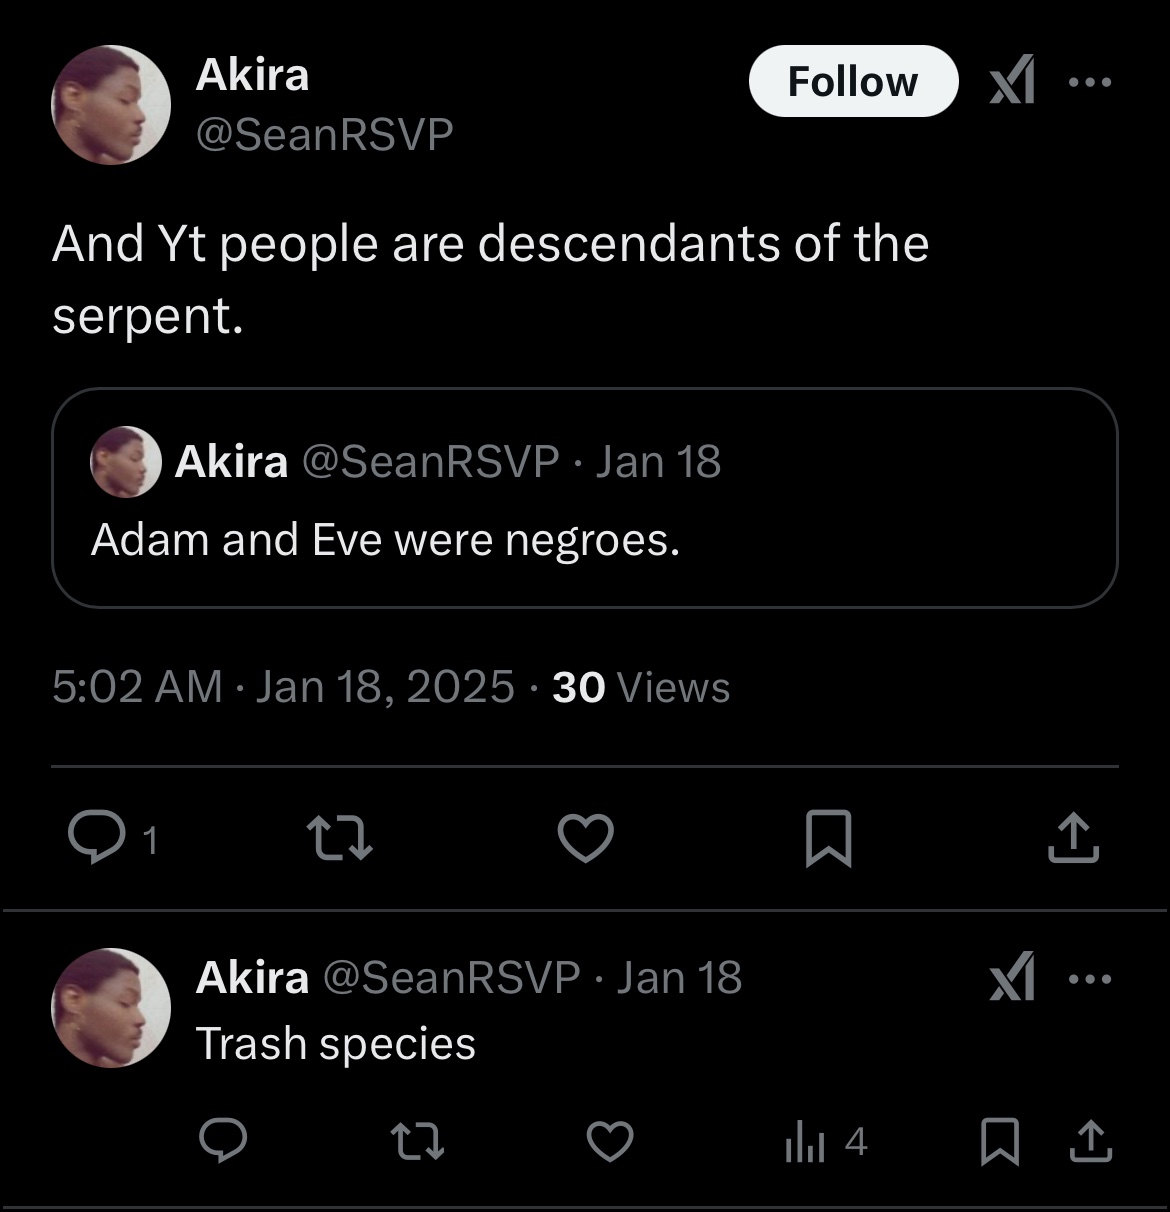 Akira
Follow
@SeanRSVP
And Yt people are descendants of the
serpent.
Akira @SeanRSVP · Jan 18
Adam and Eve were negroes.
5:02 AM · Jan 18, 2025 · 30 Views
1
Akira @SeanRSVP · Jan 18
Trash species
4